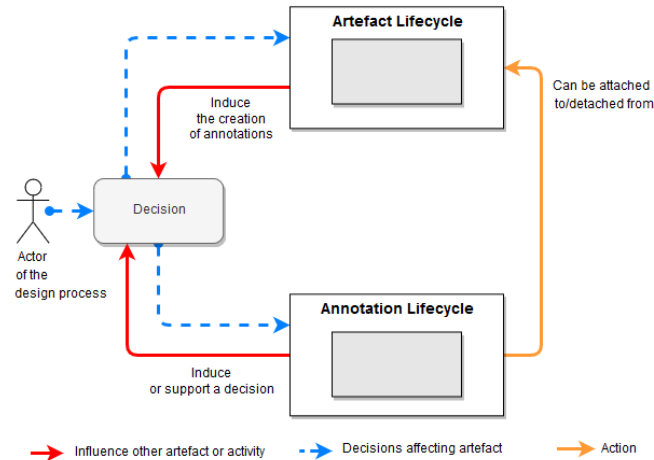 Artefact Lifecycle
Can be attached
to/detached from
Induce
the creation
of annotations
Decision
Actor
of the
design process
Annotation Lifecycle
Induce
or support a decision
Influence other artefact or activity
Decisions affecting artefact
Action